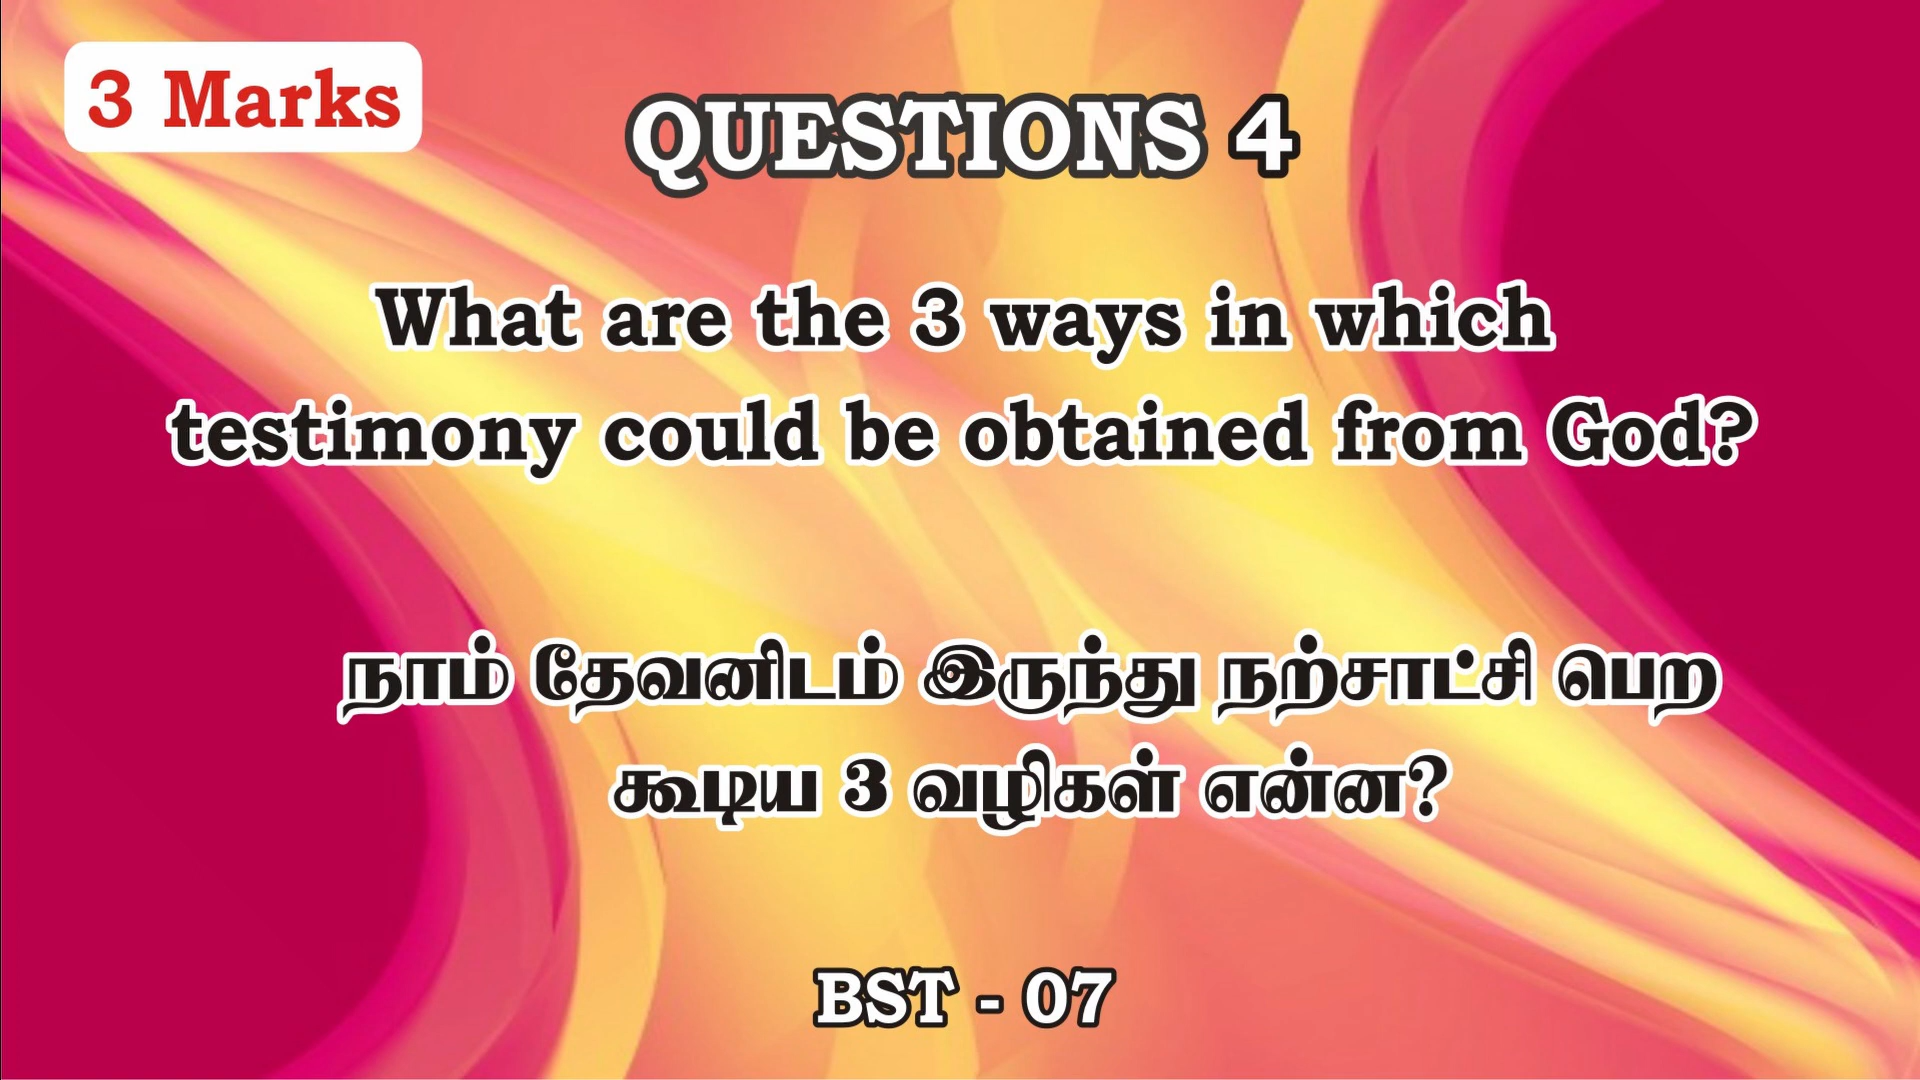 3 Marks
QUESTIONS 4
What are the 3 ways in which
testimony could be obtained from God?
நாம் தேவனிடம் இருந்து நற்சாட்சி பெற
கூடிய 3 வழிகள் என்ன?
BST - 07